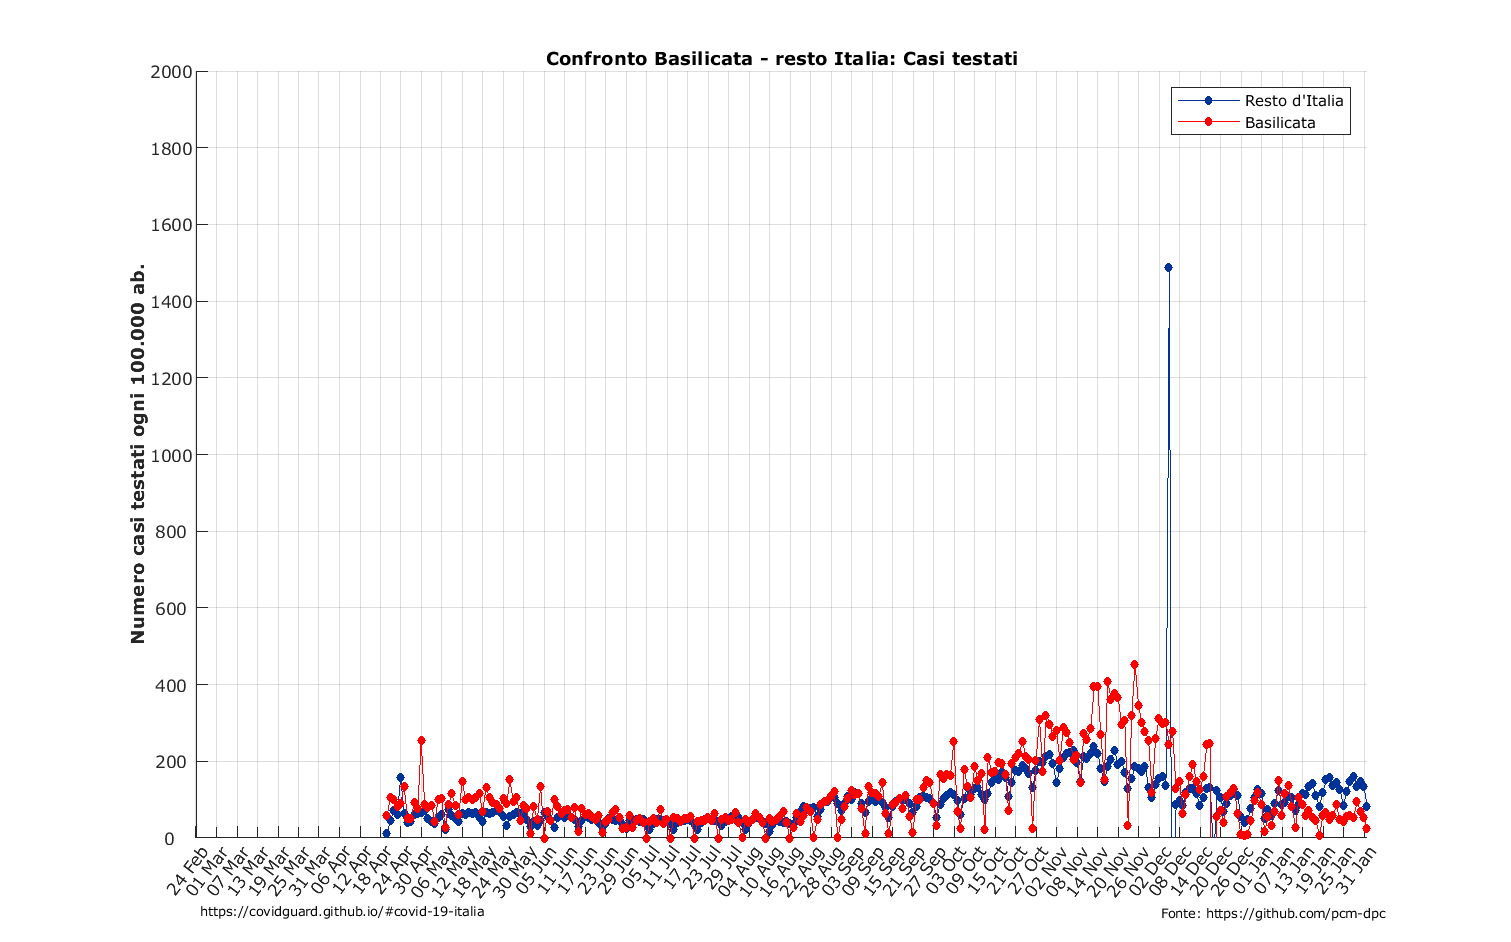 Confronto Basilicata - resto Italia: Casi testati
Resto d'Italia
Basilicata
Numero casi testati ogni 100.000 ab.
2000
1800
1600
1400
1200
1000
800
600
400
200
0
24 Feb
01 Mar
07 Mar
13 Mar
19 Mar
25 Mar
31 Mar
06 Apr
12 Apr
18 Apr
24 Apr
30 Apr
06 May
12 May
18 May
24 May
30 May
05 Jun
11 Jun
17 Jun
23 Jun
29 Jun
05 Jul
11 Jul
17 Jul
23 Jul
29 Jul
04 Aug
10 Aug
16 Aug
22 Aug
28 Aug
03 Sep
09 Sep
15 Sep
21 Sep
27 Sep
03 Oct
09 Oct
15 Oct
21 Oct
27 Oct
02 Nov
08 Nov
14 Nov
20 Nov
26 Nov
02 Dec
08 Dec
14 Dec
20 Dec
26 Dec
01 Jan
07 Jan
13 Jan
19 Jan
25 Jan
31 Jan
https://covidguard.github.io/#covid-19-italia
Fonte: https://github.com/pcm-dpc